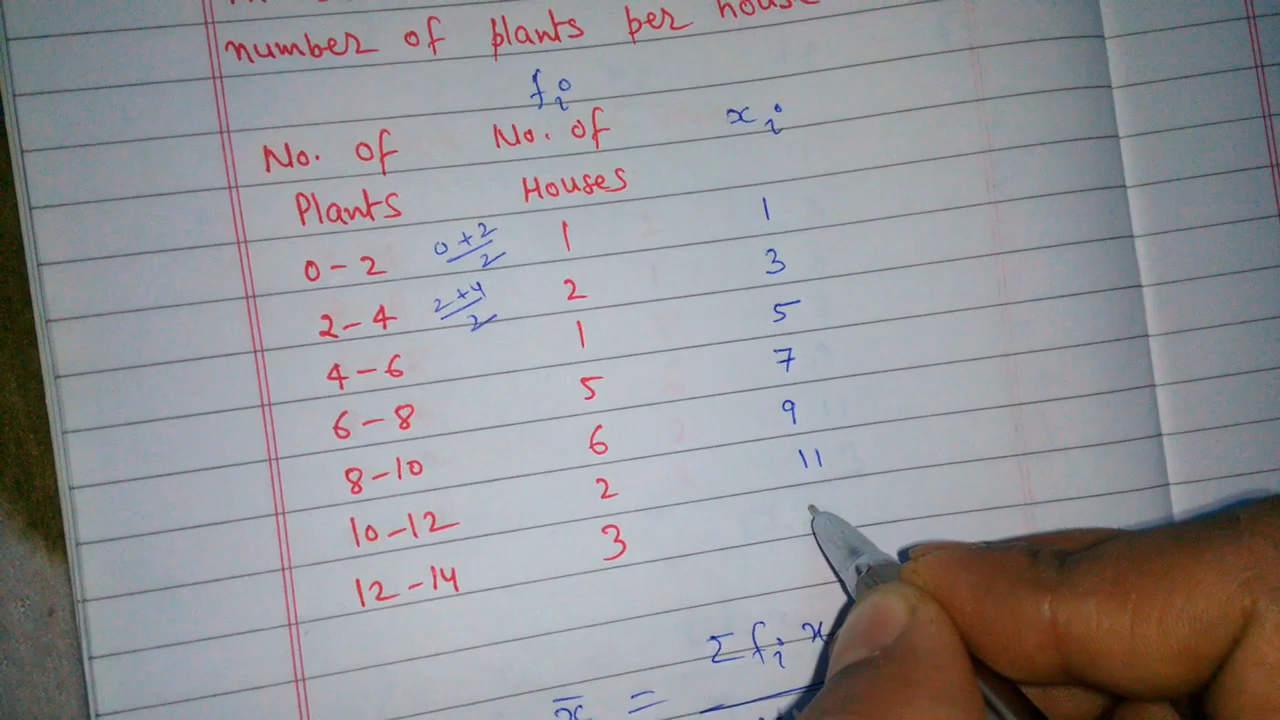 number of plants per house
fi
No. of No. of xi
Plants Houses
0-2 0+2/2 1 1
2-4 2+4/2 2 3
4-6 1 5
6-8 5 7
8-10 6 9
10-12 2 11
12-14 3
Σfi x
x̄ =